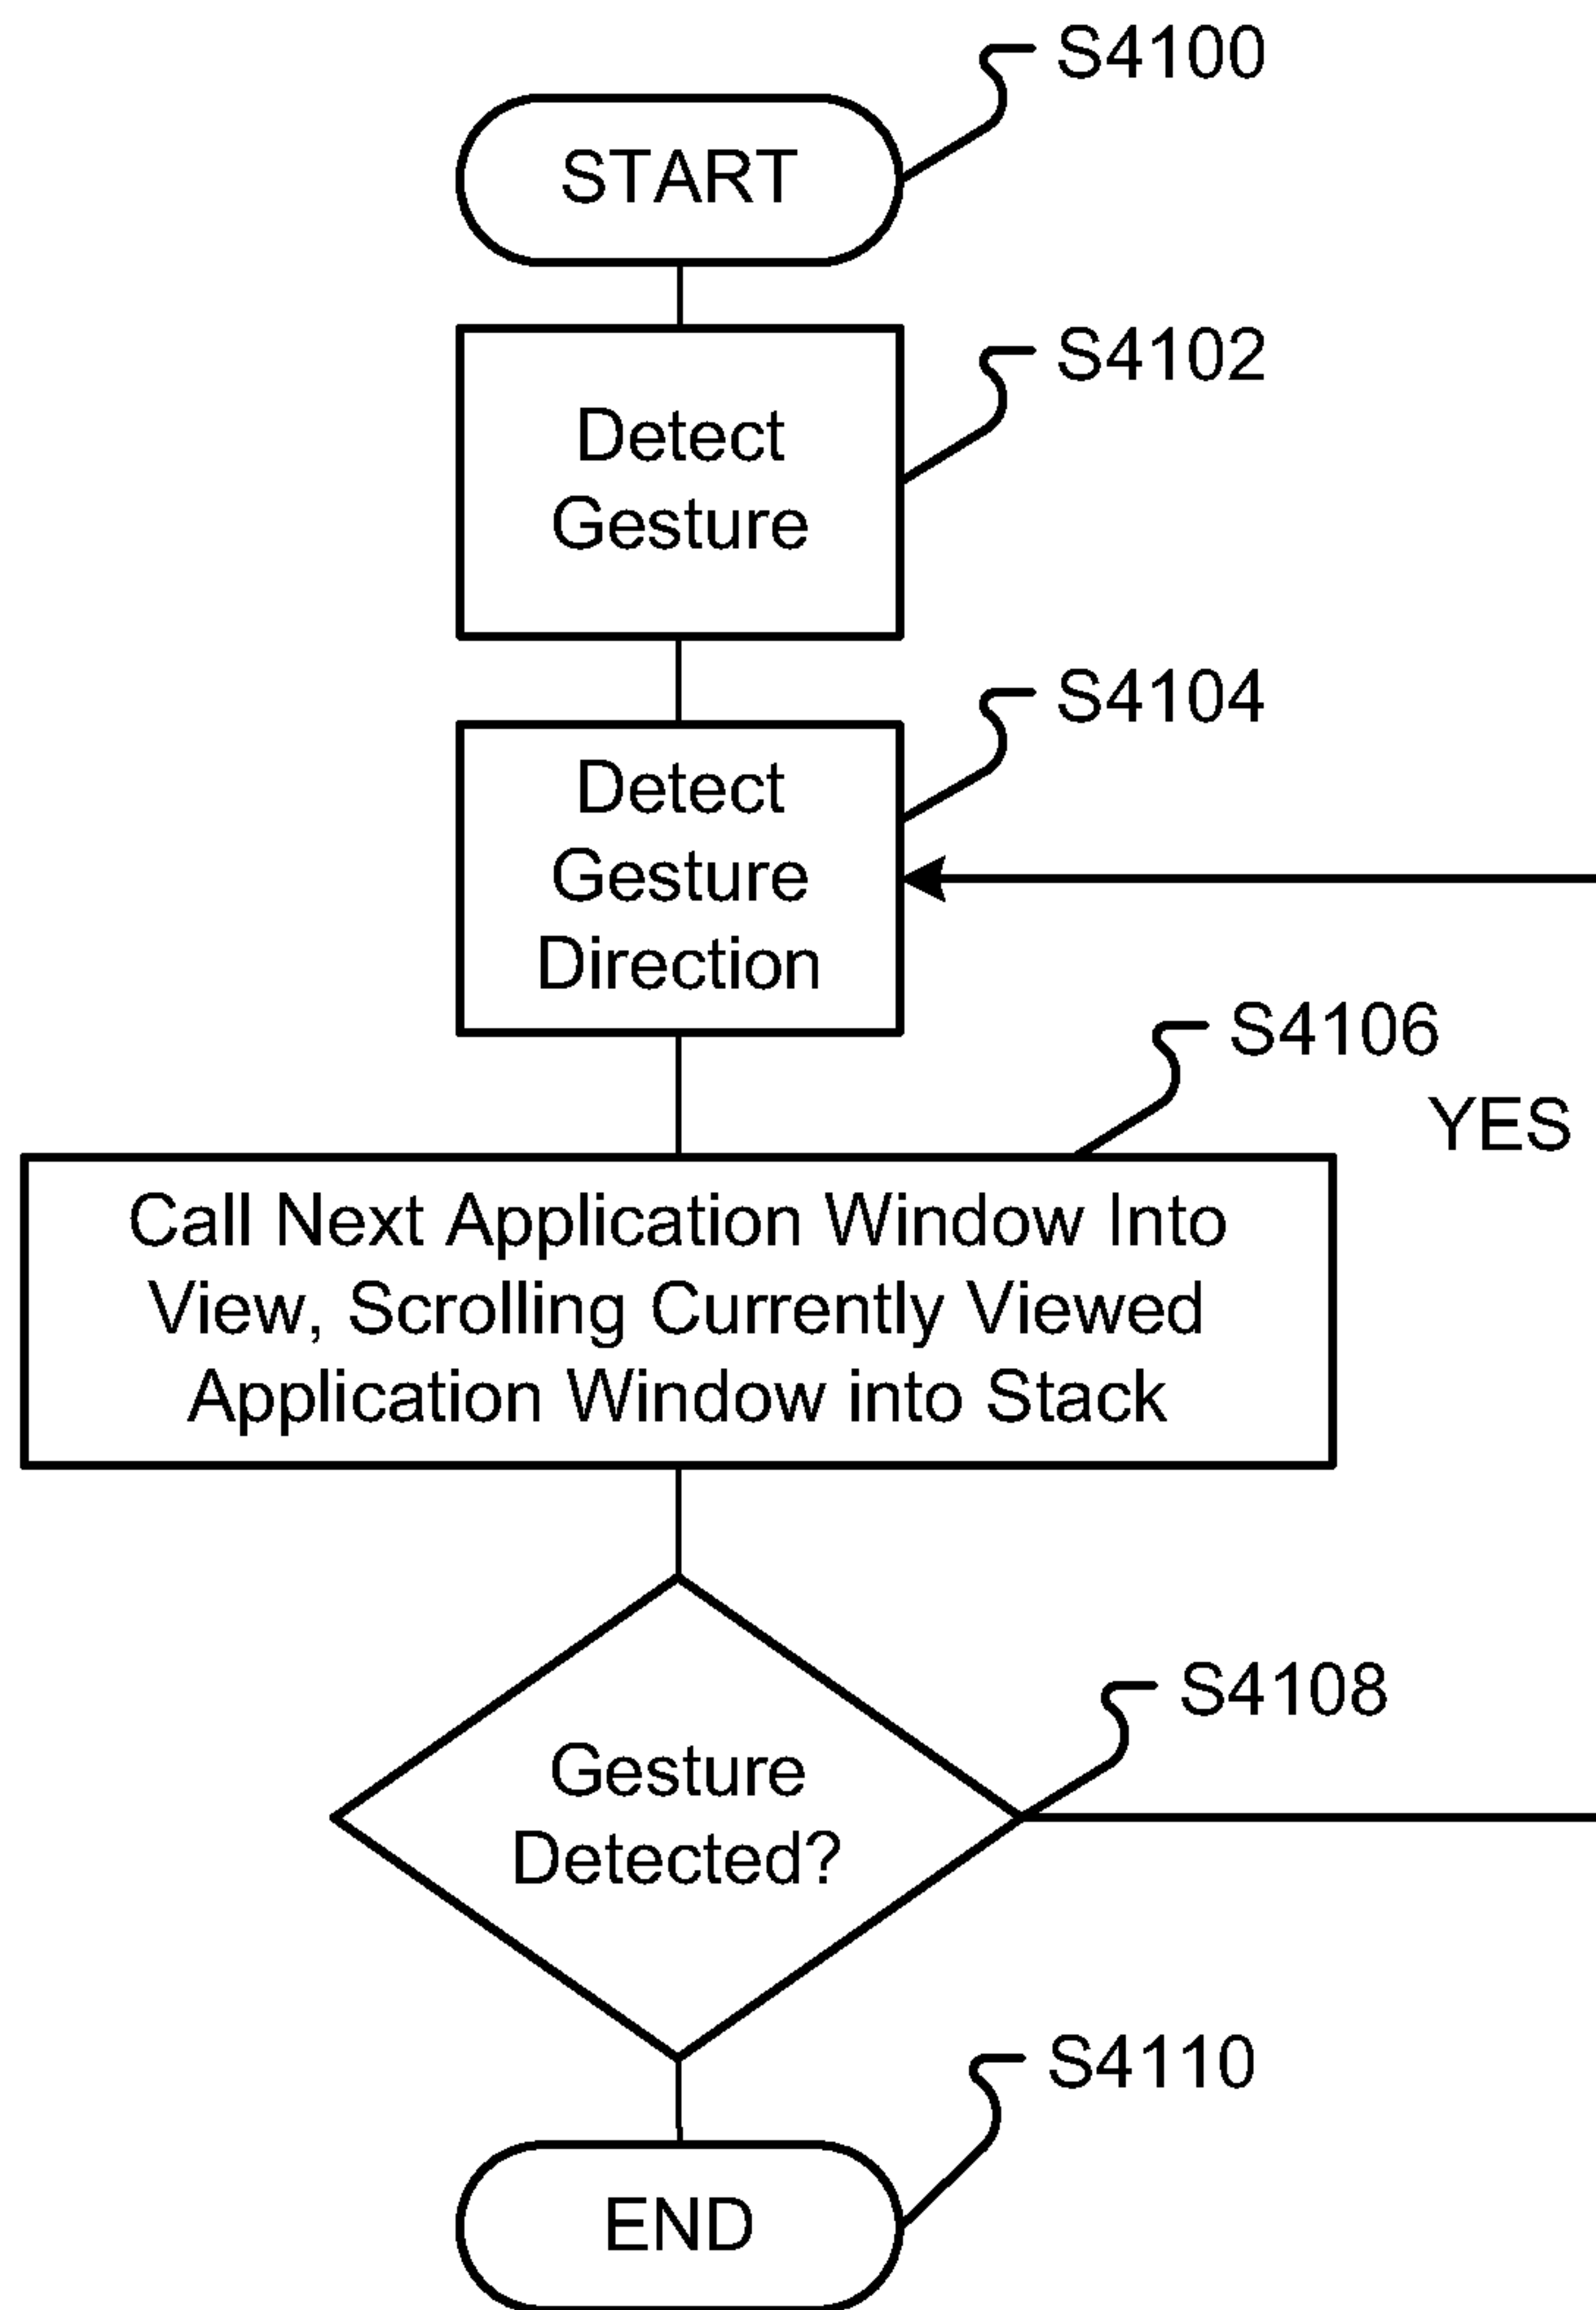 S4100
START
S4102
Detect
Gesture
S4104
Detect
Gesture
Direction
S4106
YES
Call Next Application Window Into
View, Scrolling Currently Viewed
Application Window into Stack
S4108
Gesture
Detected?
S4110
END